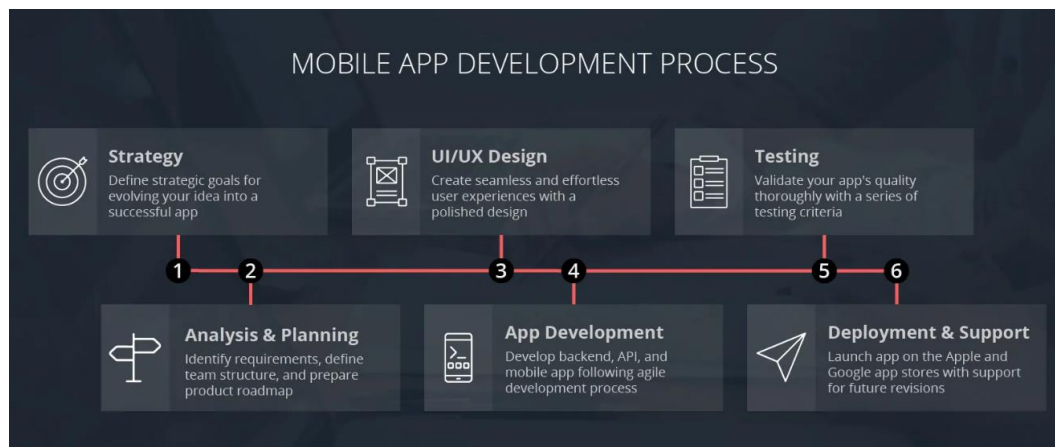 MOBILE APP DEVELOPMENT PROCESS
Strategy
Define strategic goals for
evolving your idea into a
successful app
UI/UX Design
Create seamless and effortless
user experiences with a
polished design
Testing
Validate your app's quality
thoroughly with a series of
testing criteria
1
2
3
4
5
6
Analysis & Planning
Identify requirements, define
team structure, and prepare
product roadmap
App Development
Develop backend, API, and
mobile app following agile
development process
Deployment & Support
Launch app on the Apple and
Google app stores with support
for future revisions